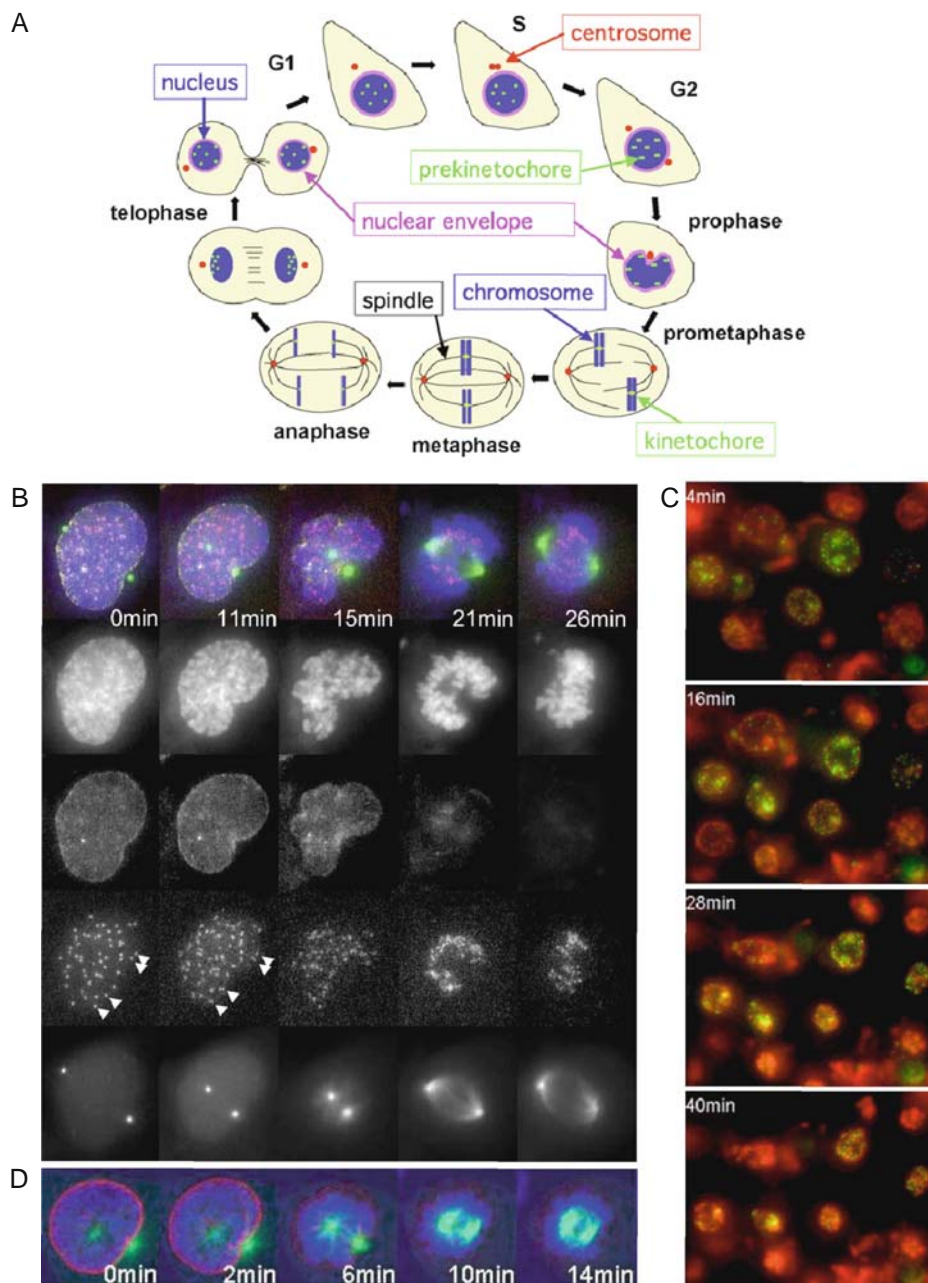 A
S
centrosome
G1
G2
nucleus
prekinetochore
telophase
nuclear envelope
prophase
spindle
chromosome
prometaphase
anaphase
metaphase
kinetochore
B
0min
11min
15min
21min
26min
C
4min
16min
28min
40min
D
0min
2min
6min
10min
14min